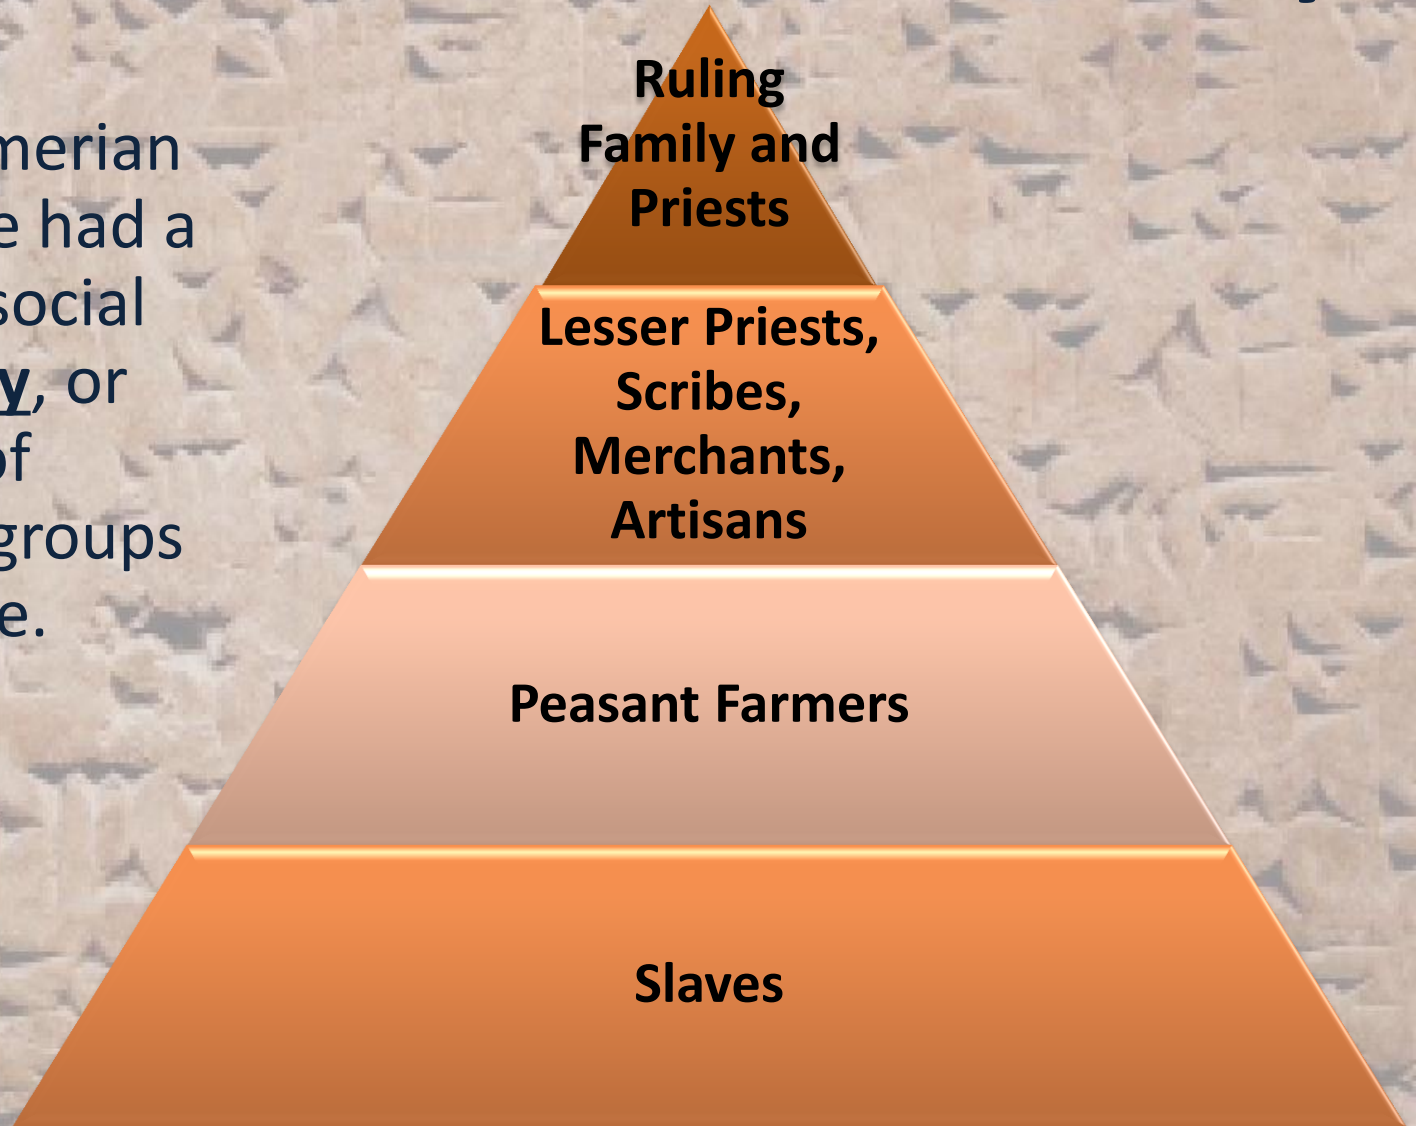 merian
e had a
social
y, or
of
groups
e.
Ruling
Family and
Priests
Lesser Priests,
Scribes,
Merchants,
Artisans
Peasant Farmers
Slaves